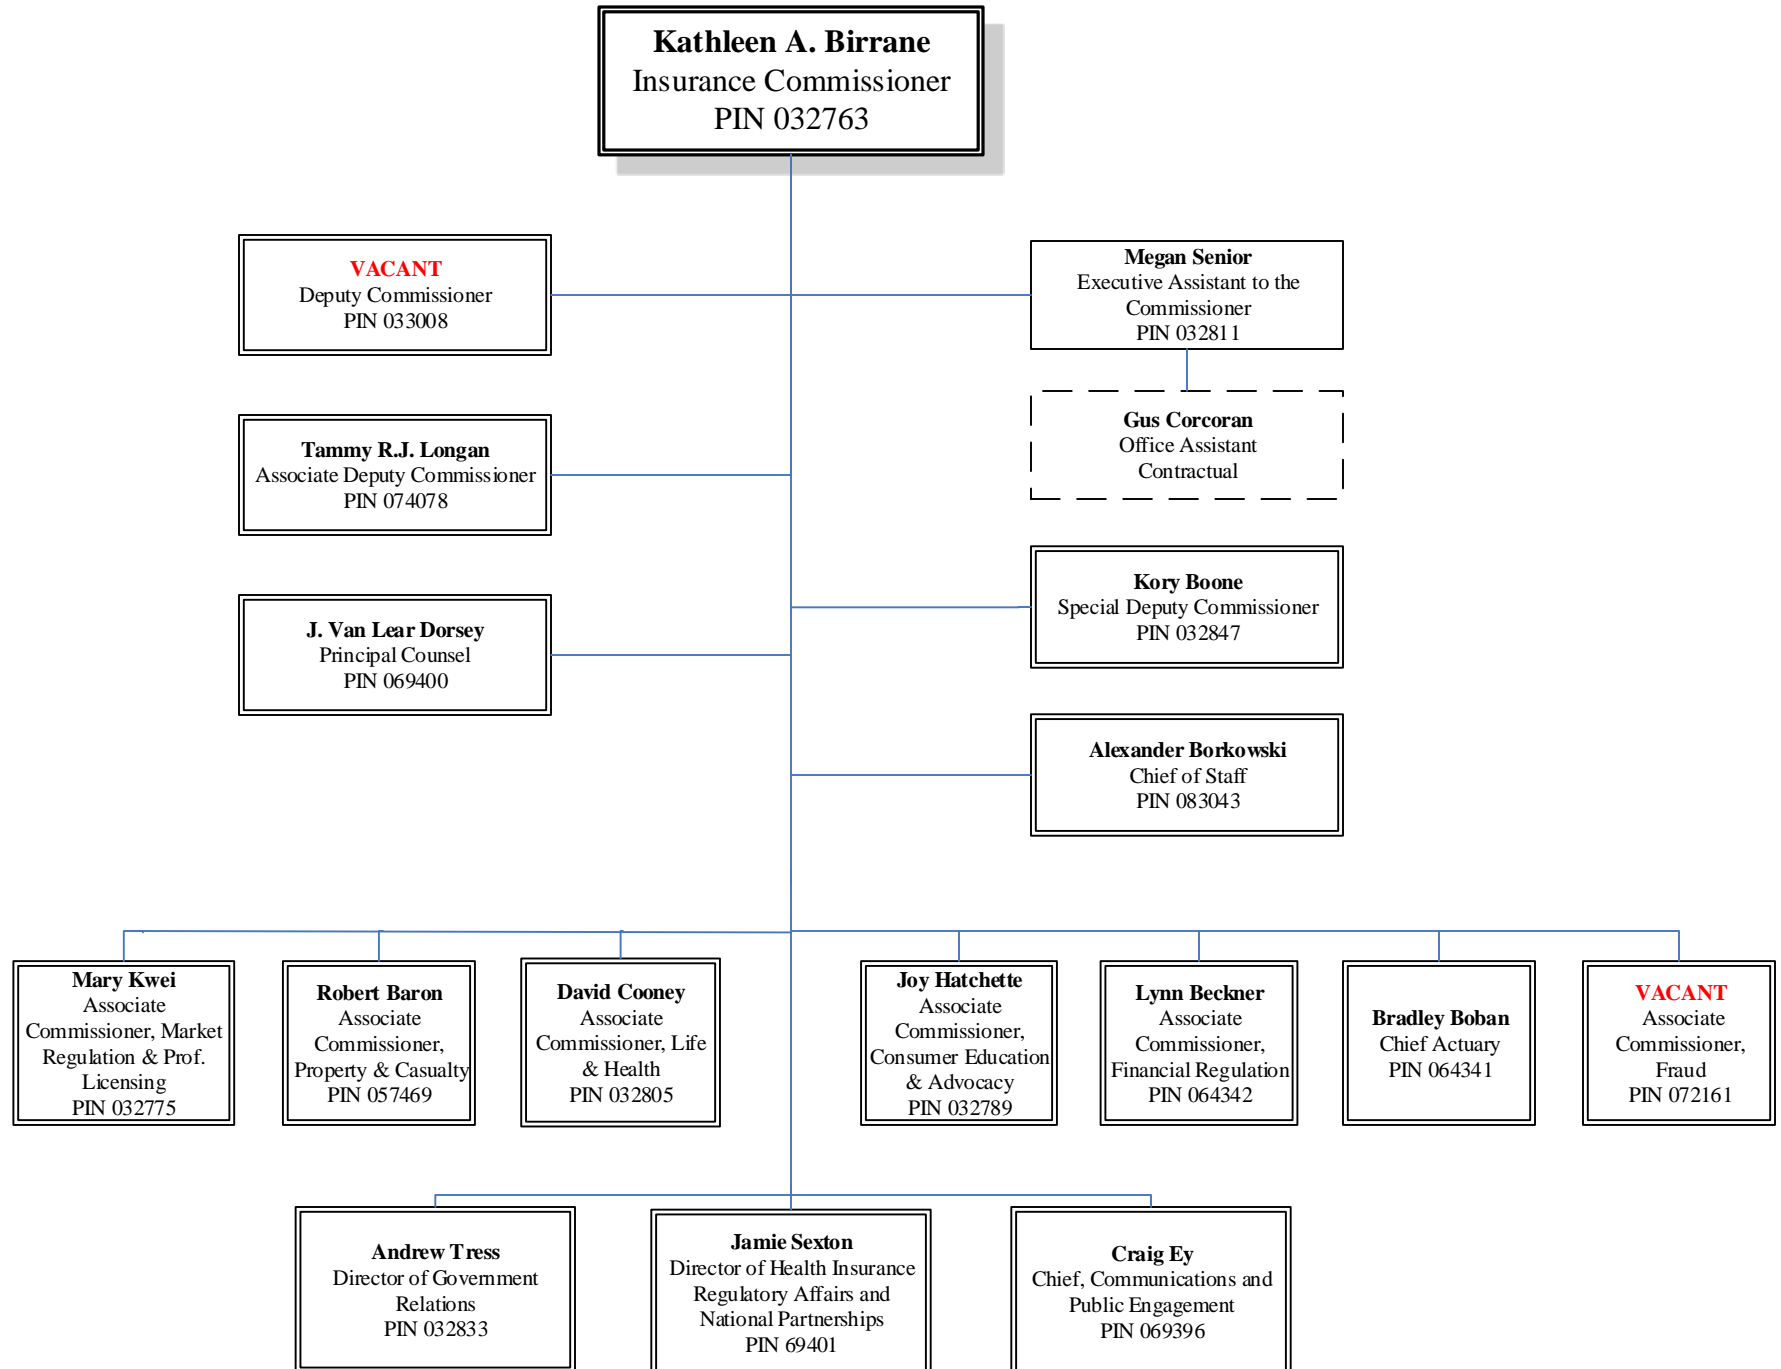 Kathleen A. Birrane
Insurance Commissioner
PIN 032763
VACANT
Deputy Commissioner
PIN 033008
Megan Senior
Executive Assistant to the
Commissioner
PIN 032811
Gus Corcoran
Office Assistant
Contractual
Tammy R.J. Longan
Associate Deputy Commissioner
PIN 074078
Kory Boone
Special Deputy Commissioner
PIN 032847
J. Van Lear Dorsey
Principal Counsel
PIN 069400
Alexander Borkowski
Chief of Staff
PIN 083043
Mary Kwei
Associate
Commissioner, Market
Regulation & Prof.
Licensing
PIN 032775
Robert Baron
Associate
Commissioner,
Property & Casualty
PIN 057469
David Cooney
Associate
Commissioner, Life
& Health
PIN 032805
Joy Hatchette
Associate
Commissioner,
Consumer Education
& Advocacy
PIN 032789
Lynn Beckner
Associate
Commissioner,
Financial Regulation
PIN 064342
Bradley Boban
Chief Actuary
PIN 064341
VACANT
Associate
Commissioner,
Fraud
PIN 072161
Andrew Tress
Director of Government
Relations
PIN 032833
Jamie Sexton
Director of Health Insurance
Regulatory Affairs and
National Partnerships
PIN 69401
Craig Ey
Chief, Communications and
Public Engagement
PIN 069396